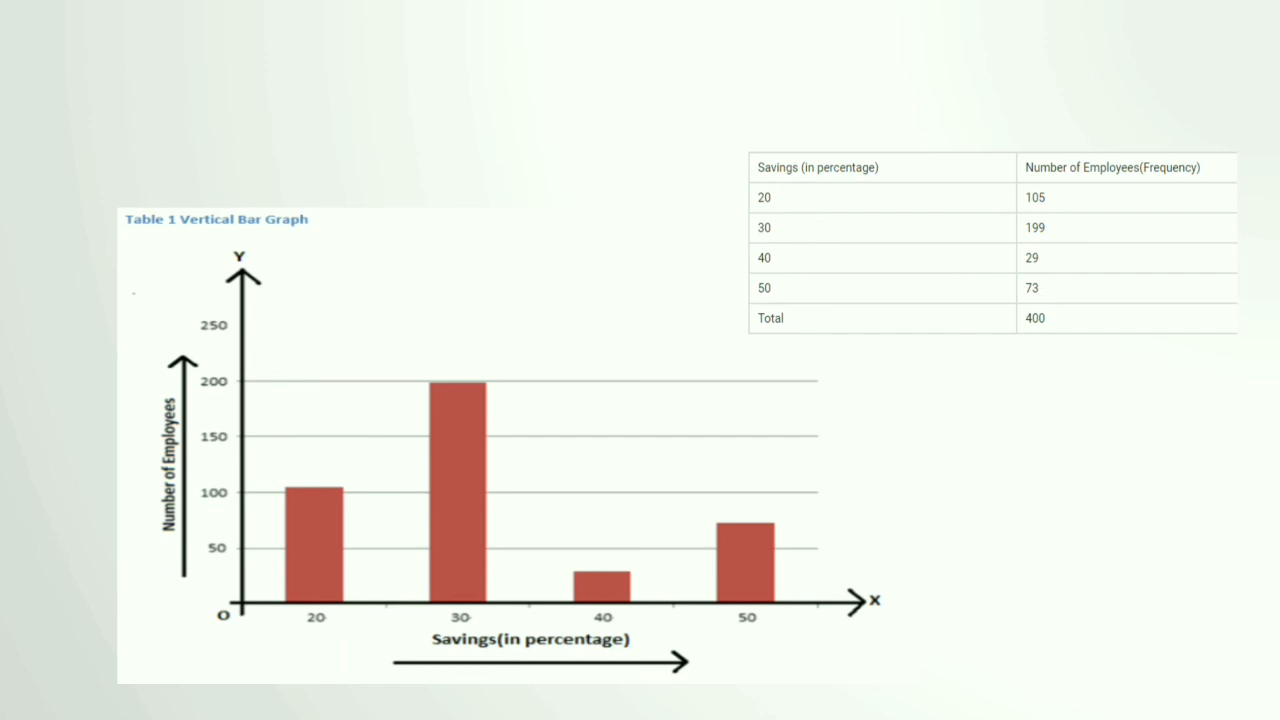 Savings (in percentage) Number of Employees(Frequency)
20 105
30 199
40 29
50 73
Total 400
Table 1 Vertical Bar Graph
Y
250
200
150
100
50
Number of Employees
O
X
20 30 40 50
Savings(in percentage)